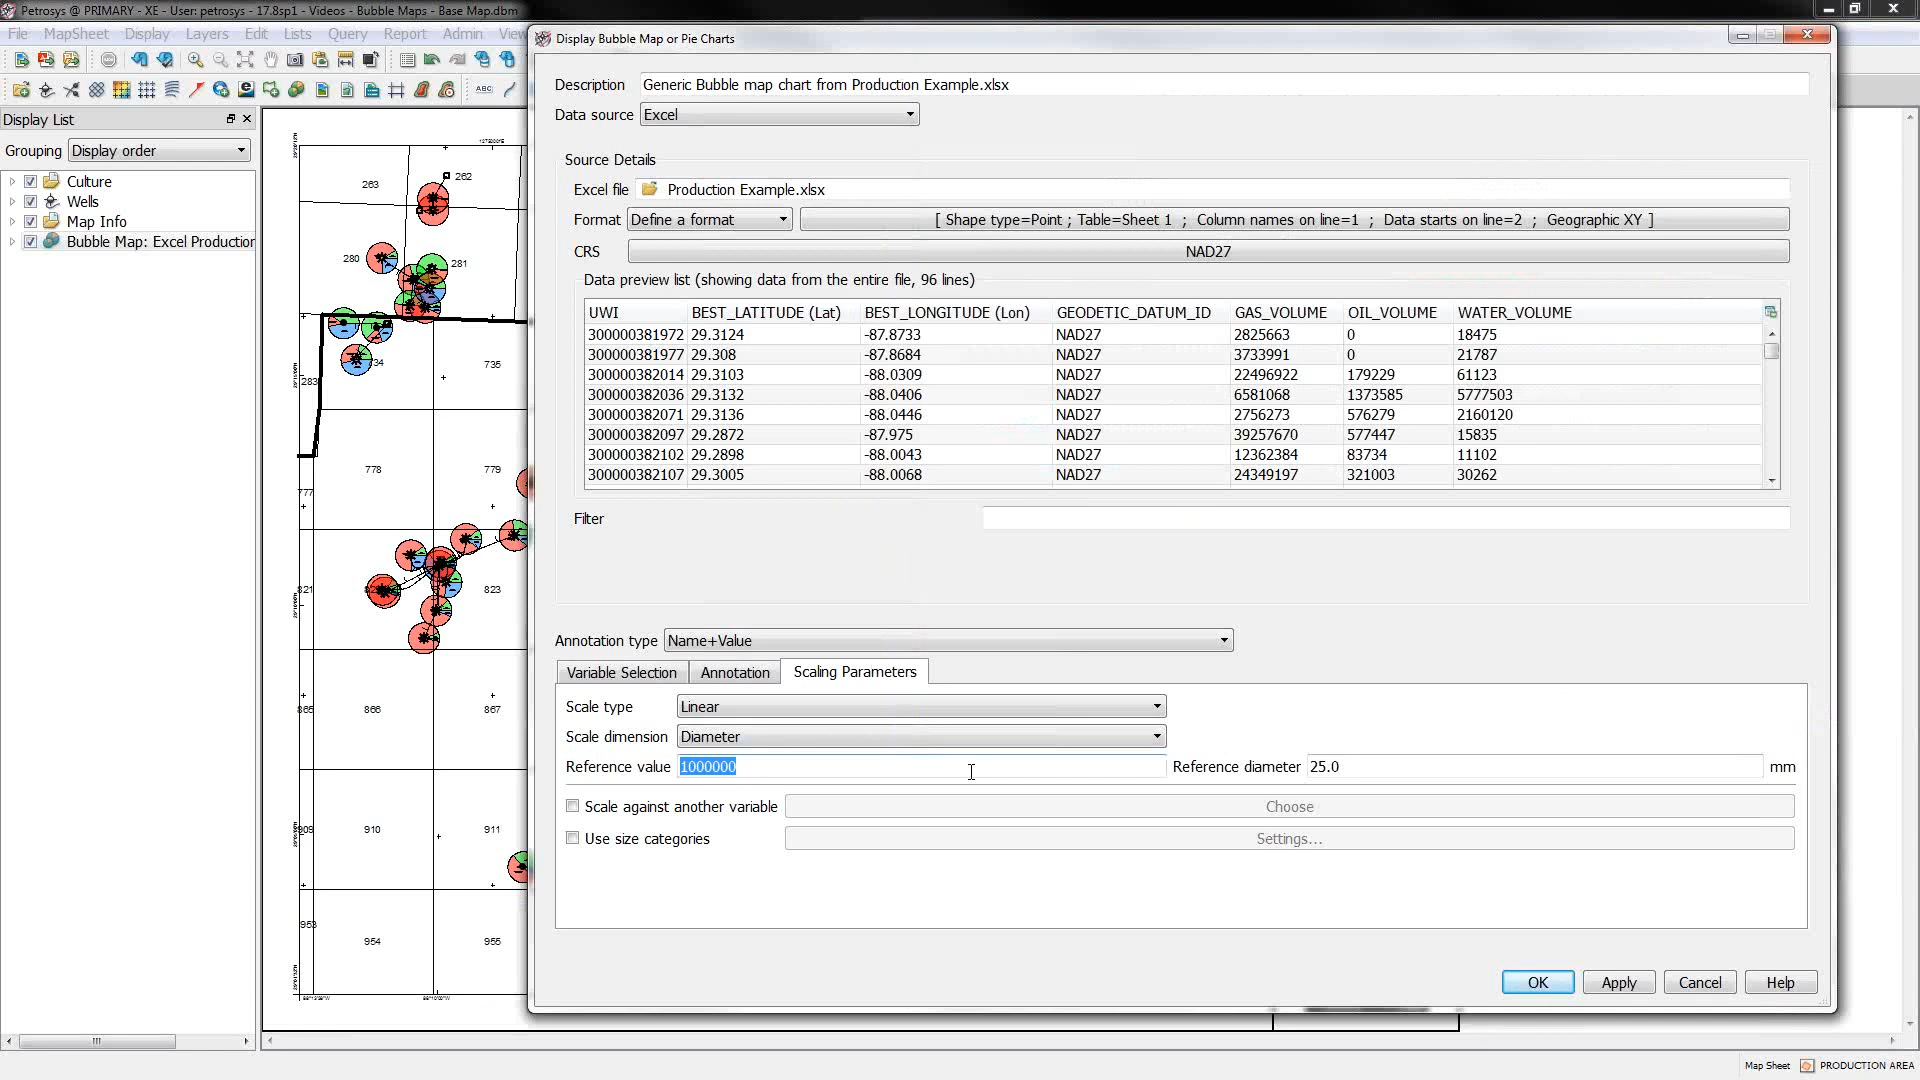 Petrosys @ PRIMARY - XE - User: petrosys - 17.8sp1 - Videos - Bubble Maps - Base Map.dbm
File MapSheet Display Layers Edit Lists Query Report Admin View
ABC
Display List
Grouping Display order
Culture
Wells
Map Info
Bubble Map: Excel Production
263
262
280
281
283
734
735
778
779
777
821
823
865
866
867
909
910
911
953
954
955
Display Bubble Map or Pie Charts
Description Generic Bubble map chart from Production Example.xlsx
Data source Excel
Source Details
Excel file Production Example.xlsx
Format Define a format [ Shape type=Point ; Table=Sheet 1 ; Column names on line=1 ; Data starts on line=2 ; Geographic XY ]
CRS NAD27
Data preview list (showing data from the entire file, 96 lines)
UWI BEST_LATITUDE (Lat) BEST_LONGITUDE (Lon) GEODETIC_DATUM_ID GAS_VOLUME OIL_VOLUME WATER_VOLUME
300000381972 29.3124 -87.8733 NAD27 2825663 0 18475
300000381977 29.308 -87.8684 NAD27 3733991 0 21787
300000382014 29.3103 -88.0309 NAD27 22496922 179229 61123
300000382036 29.3132 -88.0406 NAD27 6581068 1373585 5777503
300000382071 29.3136 -88.0446 NAD27 2756273 576279 2160120
300000382097 29.2872 -87.975 NAD27 39257670 577447 15835
300000382102 29.2898 -88.0043 NAD27 12362384 83734 11102
300000382107 29.3005 -88.0068 NAD27 24349197 321003 30262
Filter
Annotation type Name+Value
Variable Selection Annotation Scaling Parameters
Scale type Linear
Scale dimension Diameter
Reference value 1000000 Reference diameter 25.0 mm
Scale against another variable Choose
Use size categories Settings...
OK Apply Cancel Help
Map Sheet PRODUCTION AREA